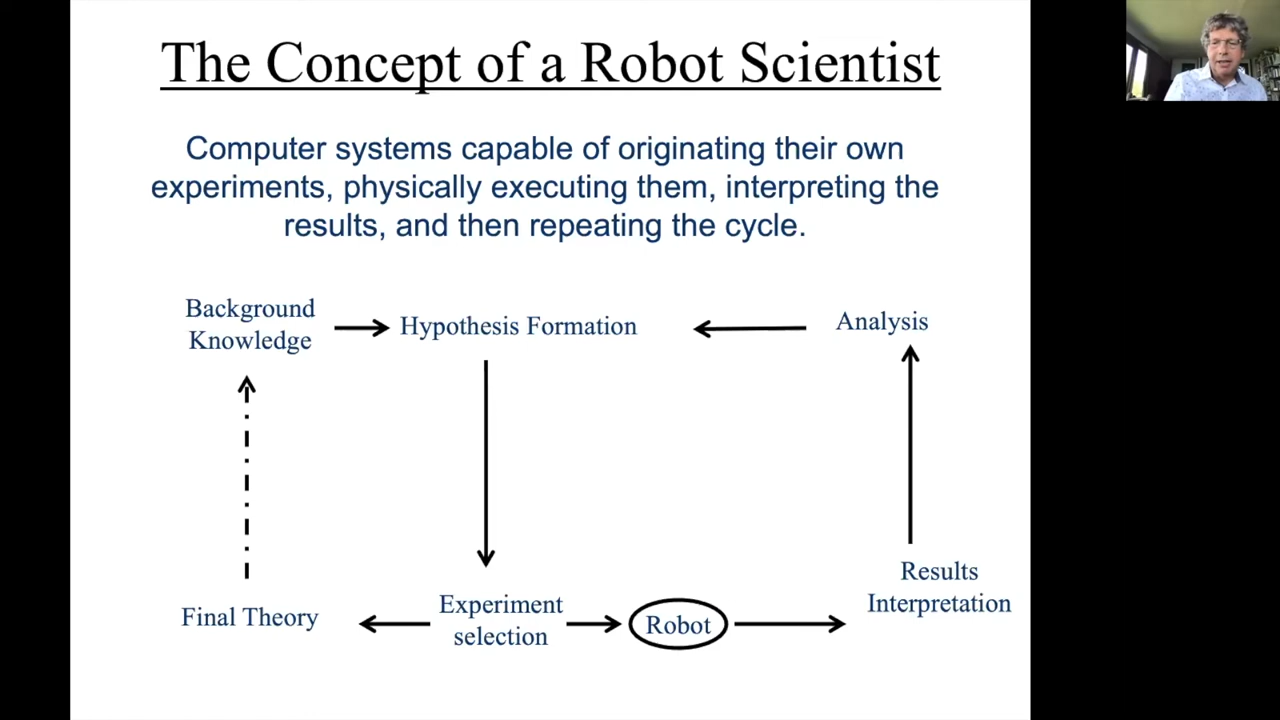 The Concept of a Robot Scientist
Computer systems capable of originating their own
experiments, physically executing them, interpreting the
results, and then repeating the cycle.
Background
Knowledge
Hypothesis Formation
Analysis
Final Theory
Experiment
selection
Robot
Results
Interpretation